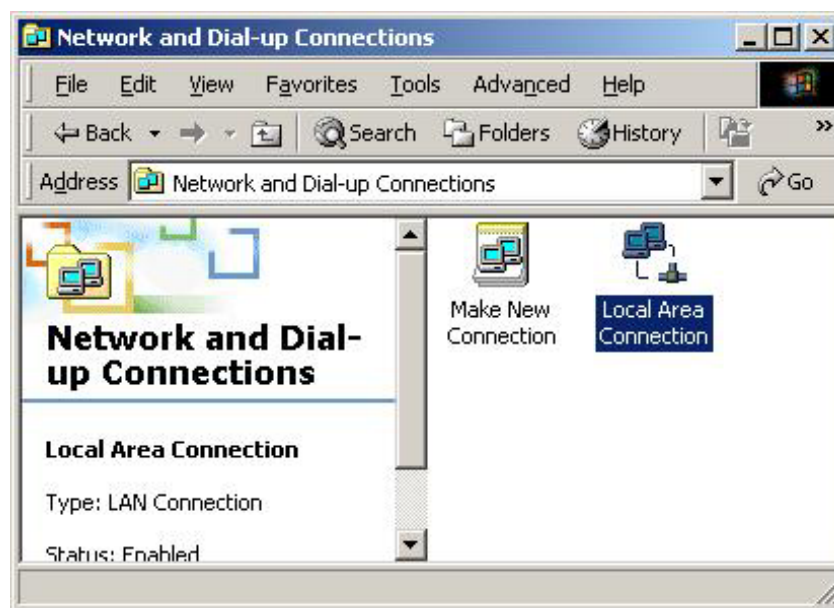 Network and Dial-up Connections
File Edit View Favorites Tools Advanced Help
Back Search Folders History »
Address Network and Dial-up Connections Go
Network and Dial-
up Connections
Local Area Connection
Type: LAN Connection
Status: Enabled
Make New
Connection
Local Area
Connection